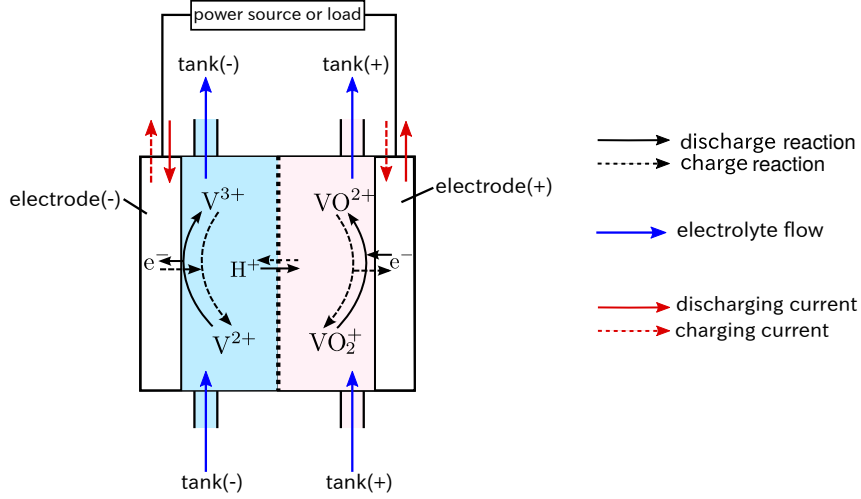 power source or load
tank(-)
tank(+)
discharge reaction
charge reaction
electrode(-)
electrode(+)
V³⁺
VO²⁺
electrolyte flow
e⁻
H⁺
e⁻
discharging current
charging current
V²⁺
VO₂⁺
tank(-)
tank(+)